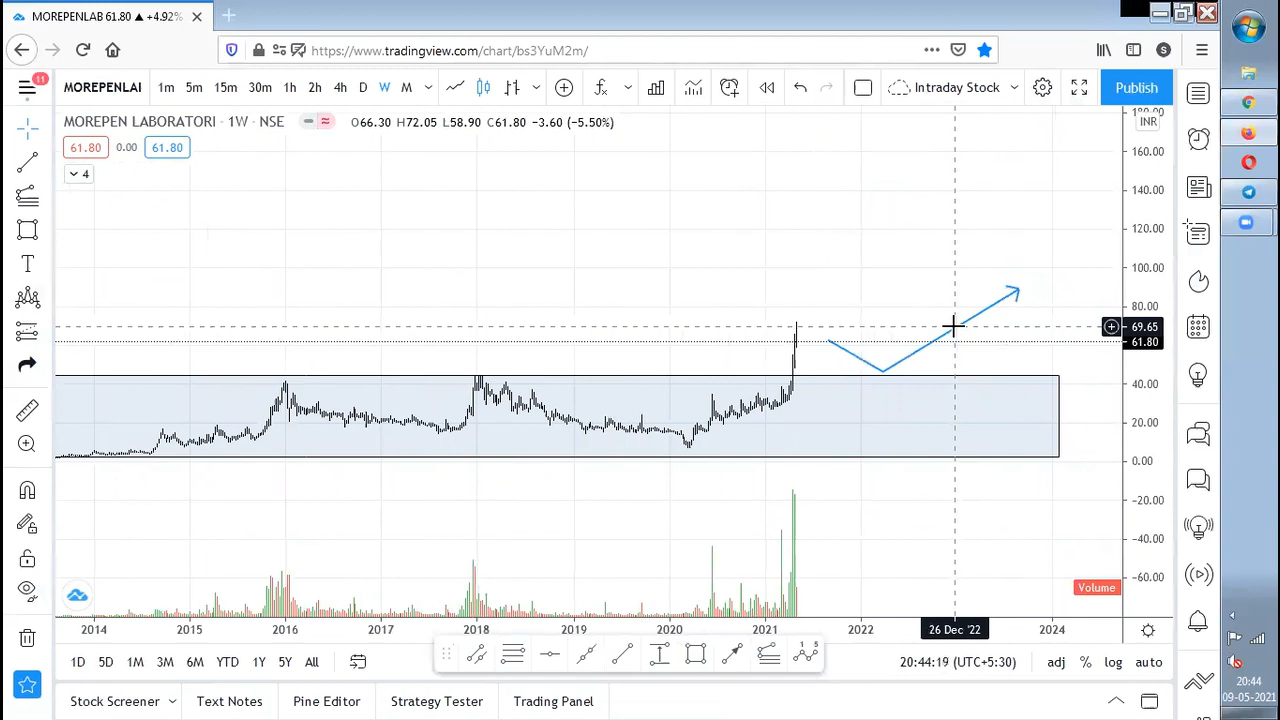 MOREPENLAB 61.80 ▲ +4.92%
https://www.tradingview.com/chart/bs3YuM2m/
S
11
MOREPENLAI 1m 5m 15m 30m 1h 2h 4h D W M Intraday Stock Publish
MOREPEN LABORATORI · 1W · NSE O66.30 H72.05 C61.80 −3.60 (−5.50%)
INR
61.80 0.00 61.80
4
180.00
160.00
140.00
120.00
100.00
80.00
69.65
61.80
40.00
20.00
0.00
−20.00
−40.00
−60.00
Volume
2014 2015 2016 2017 2018 2019 2020 2021 2022 26 Dec '22 2024
1D 5D 1M 3M 6M YTD 1Y 5Y All 20:44:19 (UTC+5:30) adj % log auto
Stock Screener Text Notes Pine Editor Strategy Tester Trading Panel
20:44
09-05-2021